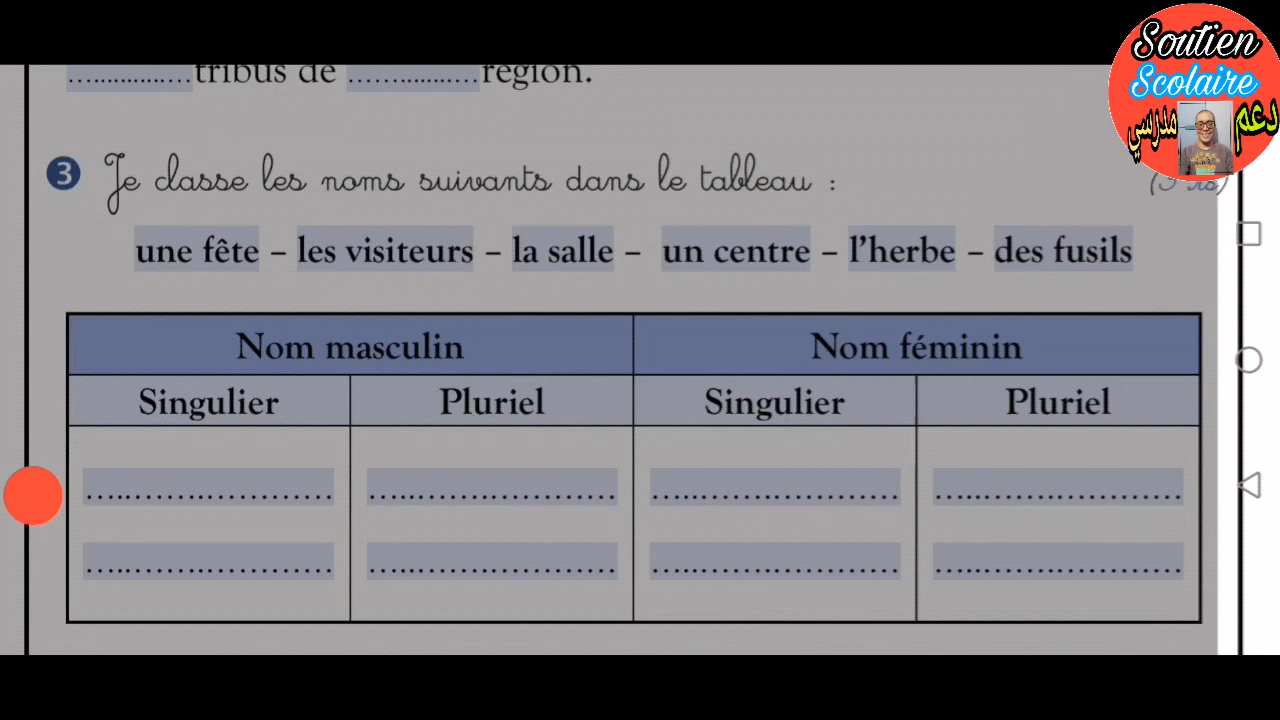 Soutien
Scolaire
دعم مدرسي
.................tribus de .................région.
3 Je classe les noms suivants dans le tableau :
une fête – les visiteurs – la salle – un centre – l'herbe – des fusils
Nom masculin Nom féminin
Singulier Pluriel Singulier Pluriel
........................ ........................ ........................ ........................
........................ ........................ ........................ ........................